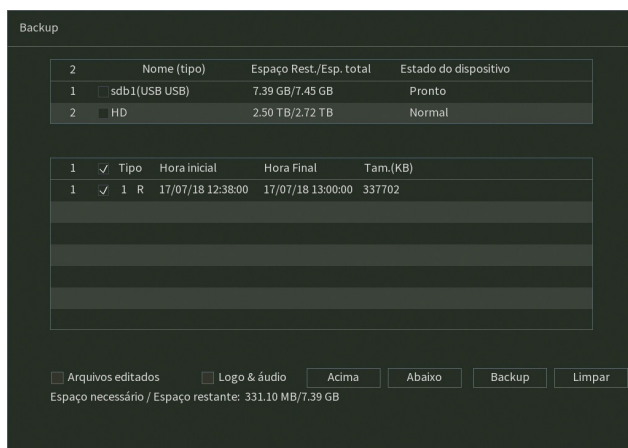 Backup
2 Nome (tipo) Espaço Rest./Esp. total Estado do dispositivo
1 sdb1(USB USB) 7.39 GB/7.45 GB Pronto
2 HD 2.50 TB/2.72 TB Normal
1 Tipo Hora inicial Hora Final Tam.(KB)
1 1 R 17/07/18 12:38:00 17/07/18 13:00:00 337702
Arquivos editados Logo & áudio Acima Abaixo Backup Limpar
Espaço necessário / Espaço restante: 331.10 MB/7.39 GB